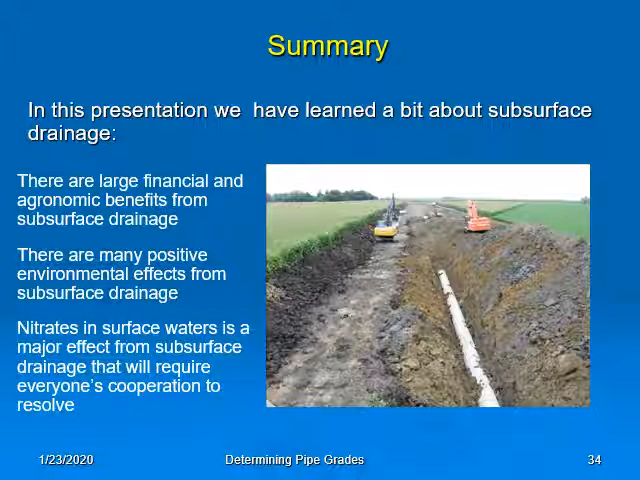 Summary
In this presentation we  have learned a bit about subsurface
drainage:
There are large financial and
agronomic benefits from
subsurface drainage
There are many positive
environmental effects from
subsurface drainage
Nitrates in surface waters is a
major effect from subsurface
drainage that will require
everyone’s cooperation to
resolve
1/23/2020
Determining Pipe Grades
34